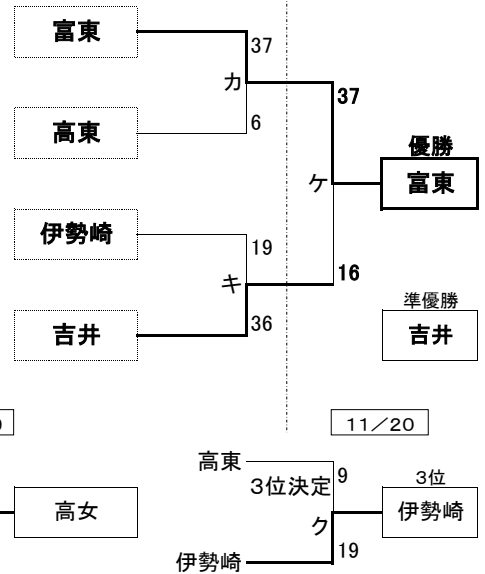 富東
37
カ
高東
6
37
ケ
優勝
富東
伊勢崎
19
キ
16
吉井
36
準優勝
吉井
11/20
高東
9
3位決定
ク
3位
伊勢崎
高女
伊勢崎
19